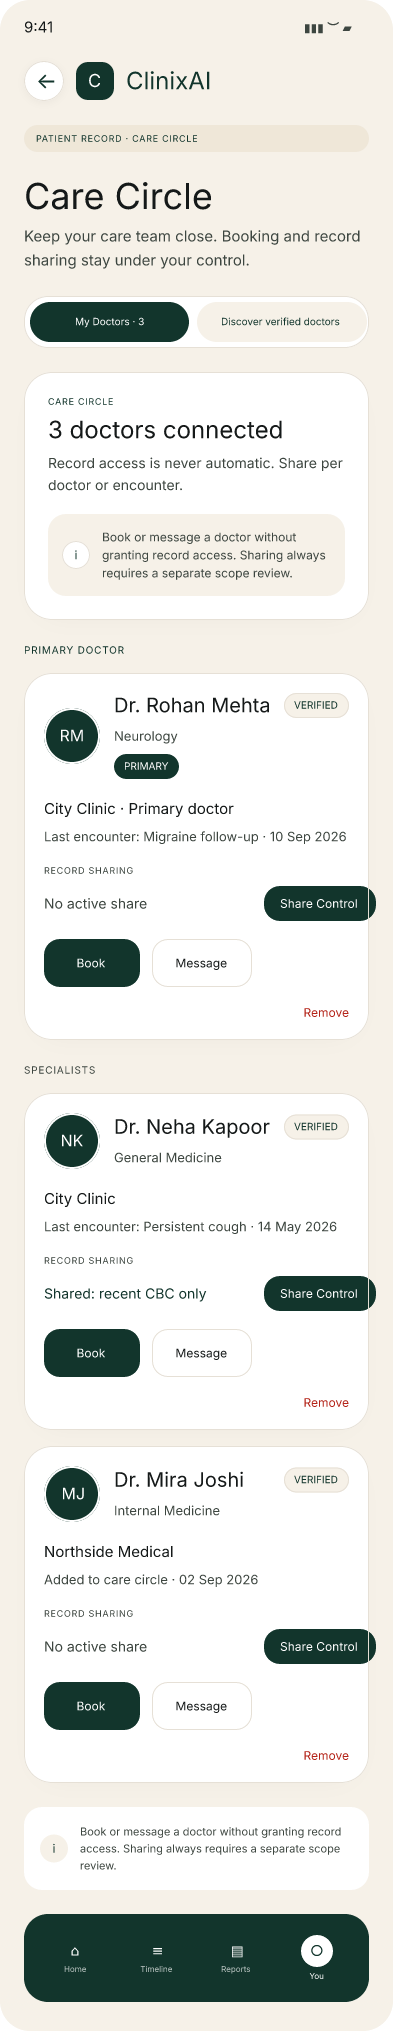 9:41
C
ClinixAI
PATIENT RECORD · CARE CIRCLE
Care Circle
Keep your care team close. Booking and record
sharing stay under your control.
My Doctors · 3
Discover verified doctors
CARE CIRCLE
3 doctors connected
Record access is never automatic. Share per
doctor or encounter.
i
Book or message a doctor without
granting record access. Sharing always
requires a separate scope review.
PRIMARY DOCTOR
RM
Dr. Rohan Mehta
VERIFIED
Neurology
PRIMARY
City Clinic · Primary doctor
Last encounter: Migraine follow-up · 10 Sep 2026
RECORD SHARING
No active share
Share Control
Book
Message
Remove
SPECIALISTS
NK
Dr. Neha Kapoor
VERIFIED
General Medicine
City Clinic
Last encounter: Persistent cough · 14 May 2026
RECORD SHARING
Shared: recent CBC only
Share Control
Book
Message
Remove
MJ
Dr. Mira Joshi
VERIFIED
Internal Medicine
Northside Medical
Added to care circle · 02 Sep 2026
RECORD SHARING
No active share
Share Control
Book
Message
Remove
i
Book or message a doctor without granting record
access. Sharing always requires a separate scope
review.
Home
Timeline
Reports
You